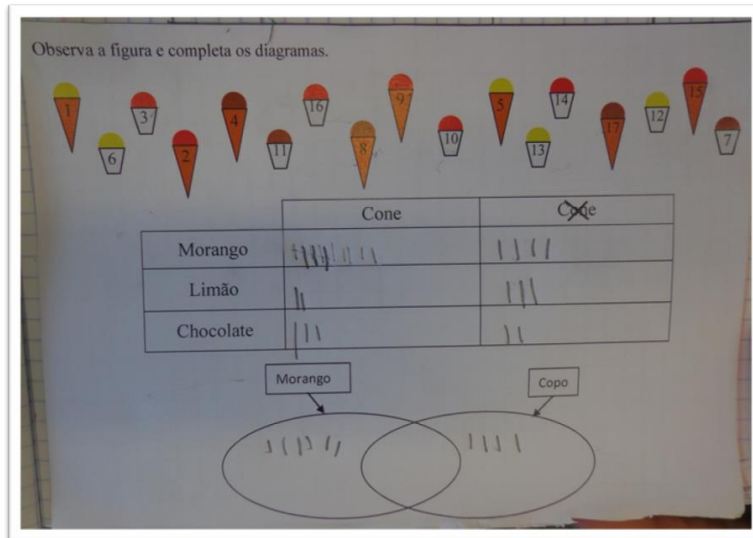 Observa a figura e completa os diagramas.
1 6 3 2 4 11 16 8 9 10 5 13 14 17 12 15 7
Cone Cone
Morango
Limão
Chocolate
Morango
Copo